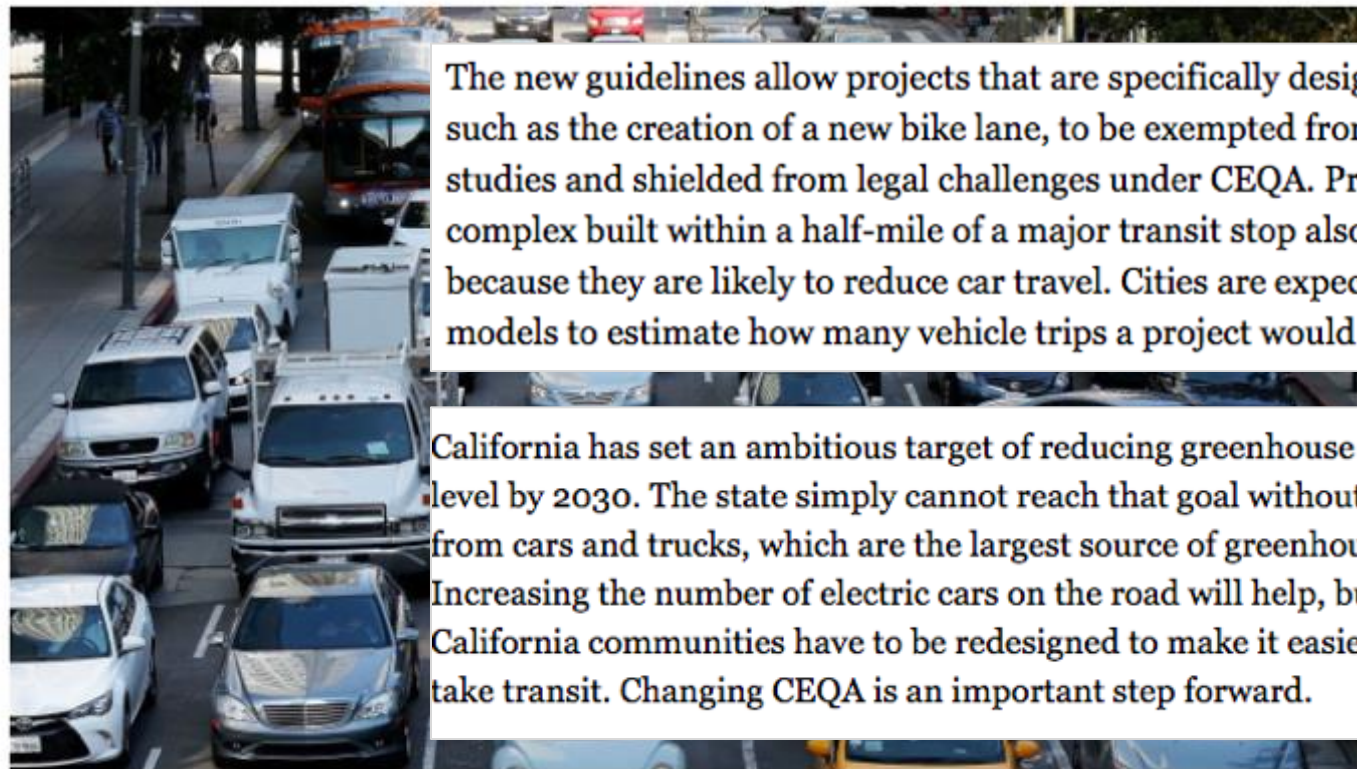 The new guidelines allow projects that are specifically desig
such as the creation of a new bike lane, to be exempted from
studies and shielded from legal challenges under CEQA. Pr
complex built within a half-mile of a major transit stop also
because they are likely to reduce car travel. Cities are expec
models to estimate how many vehicle trips a project would
California has set an ambitious target of reducing greenhouse
level by 2030. The state simply cannot reach that goal without
from cars and trucks, which are the largest source of greenhou
Increasing the number of electric cars on the road will help, bu
California communities have to be redesigned to make it easie
take transit. Changing CEQA is an important step forward.